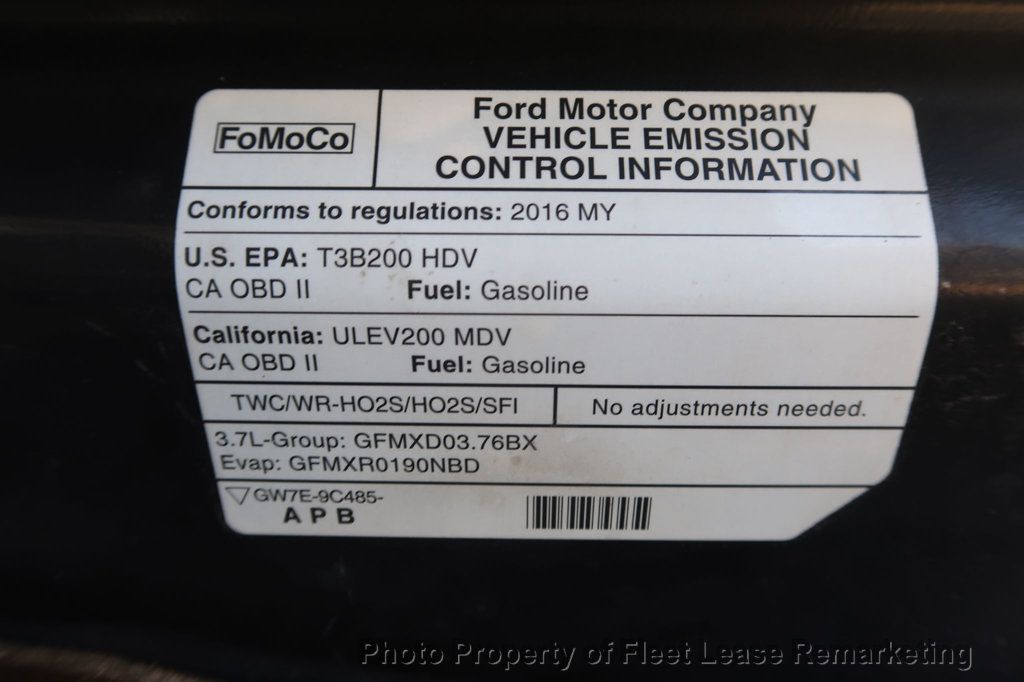 FoMoCo
Ford Motor Company
VEHICLE EMISSION
CONTROL INFORMATION
Conforms to regulations: 2016 MY
U.S. EPA: T3B200 HDV
CA OBD II Fuel: Gasoline
California: ULEV200 MDV
CA OBD II Fuel: Gasoline
TWC/WR-HO2S/HO2S/SFI No adjustments needed.
3.7L-Group: GFMXD03.76BX
Evap: GFMXR0190NBD
GW7E-9C485-
A P B
Photo Property of Fleet Lease Remarketing